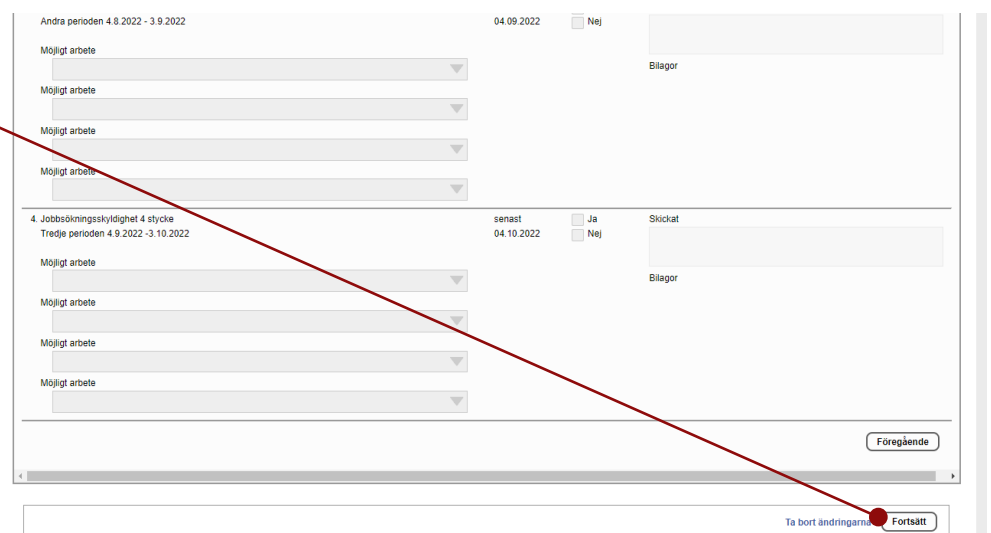 Andra perioden 4.8.2022 - 3.9.2022 04.09.2022 Nej
Möjligt arbete
Bilagor
Möjligt arbete
Möjligt arbete
Möjligt arbete
4. Jobbsökningsskyldighet 4 stycke senast Ja Skickat
Tredje perioden 4.9.2022 -3.10.2022 04.10.2022 Nej
Möjligt arbete
Bilagor
Möjligt arbete
Möjligt arbete
Möjligt arbete
Föregående
Ta bort ändringarna Fortsätt